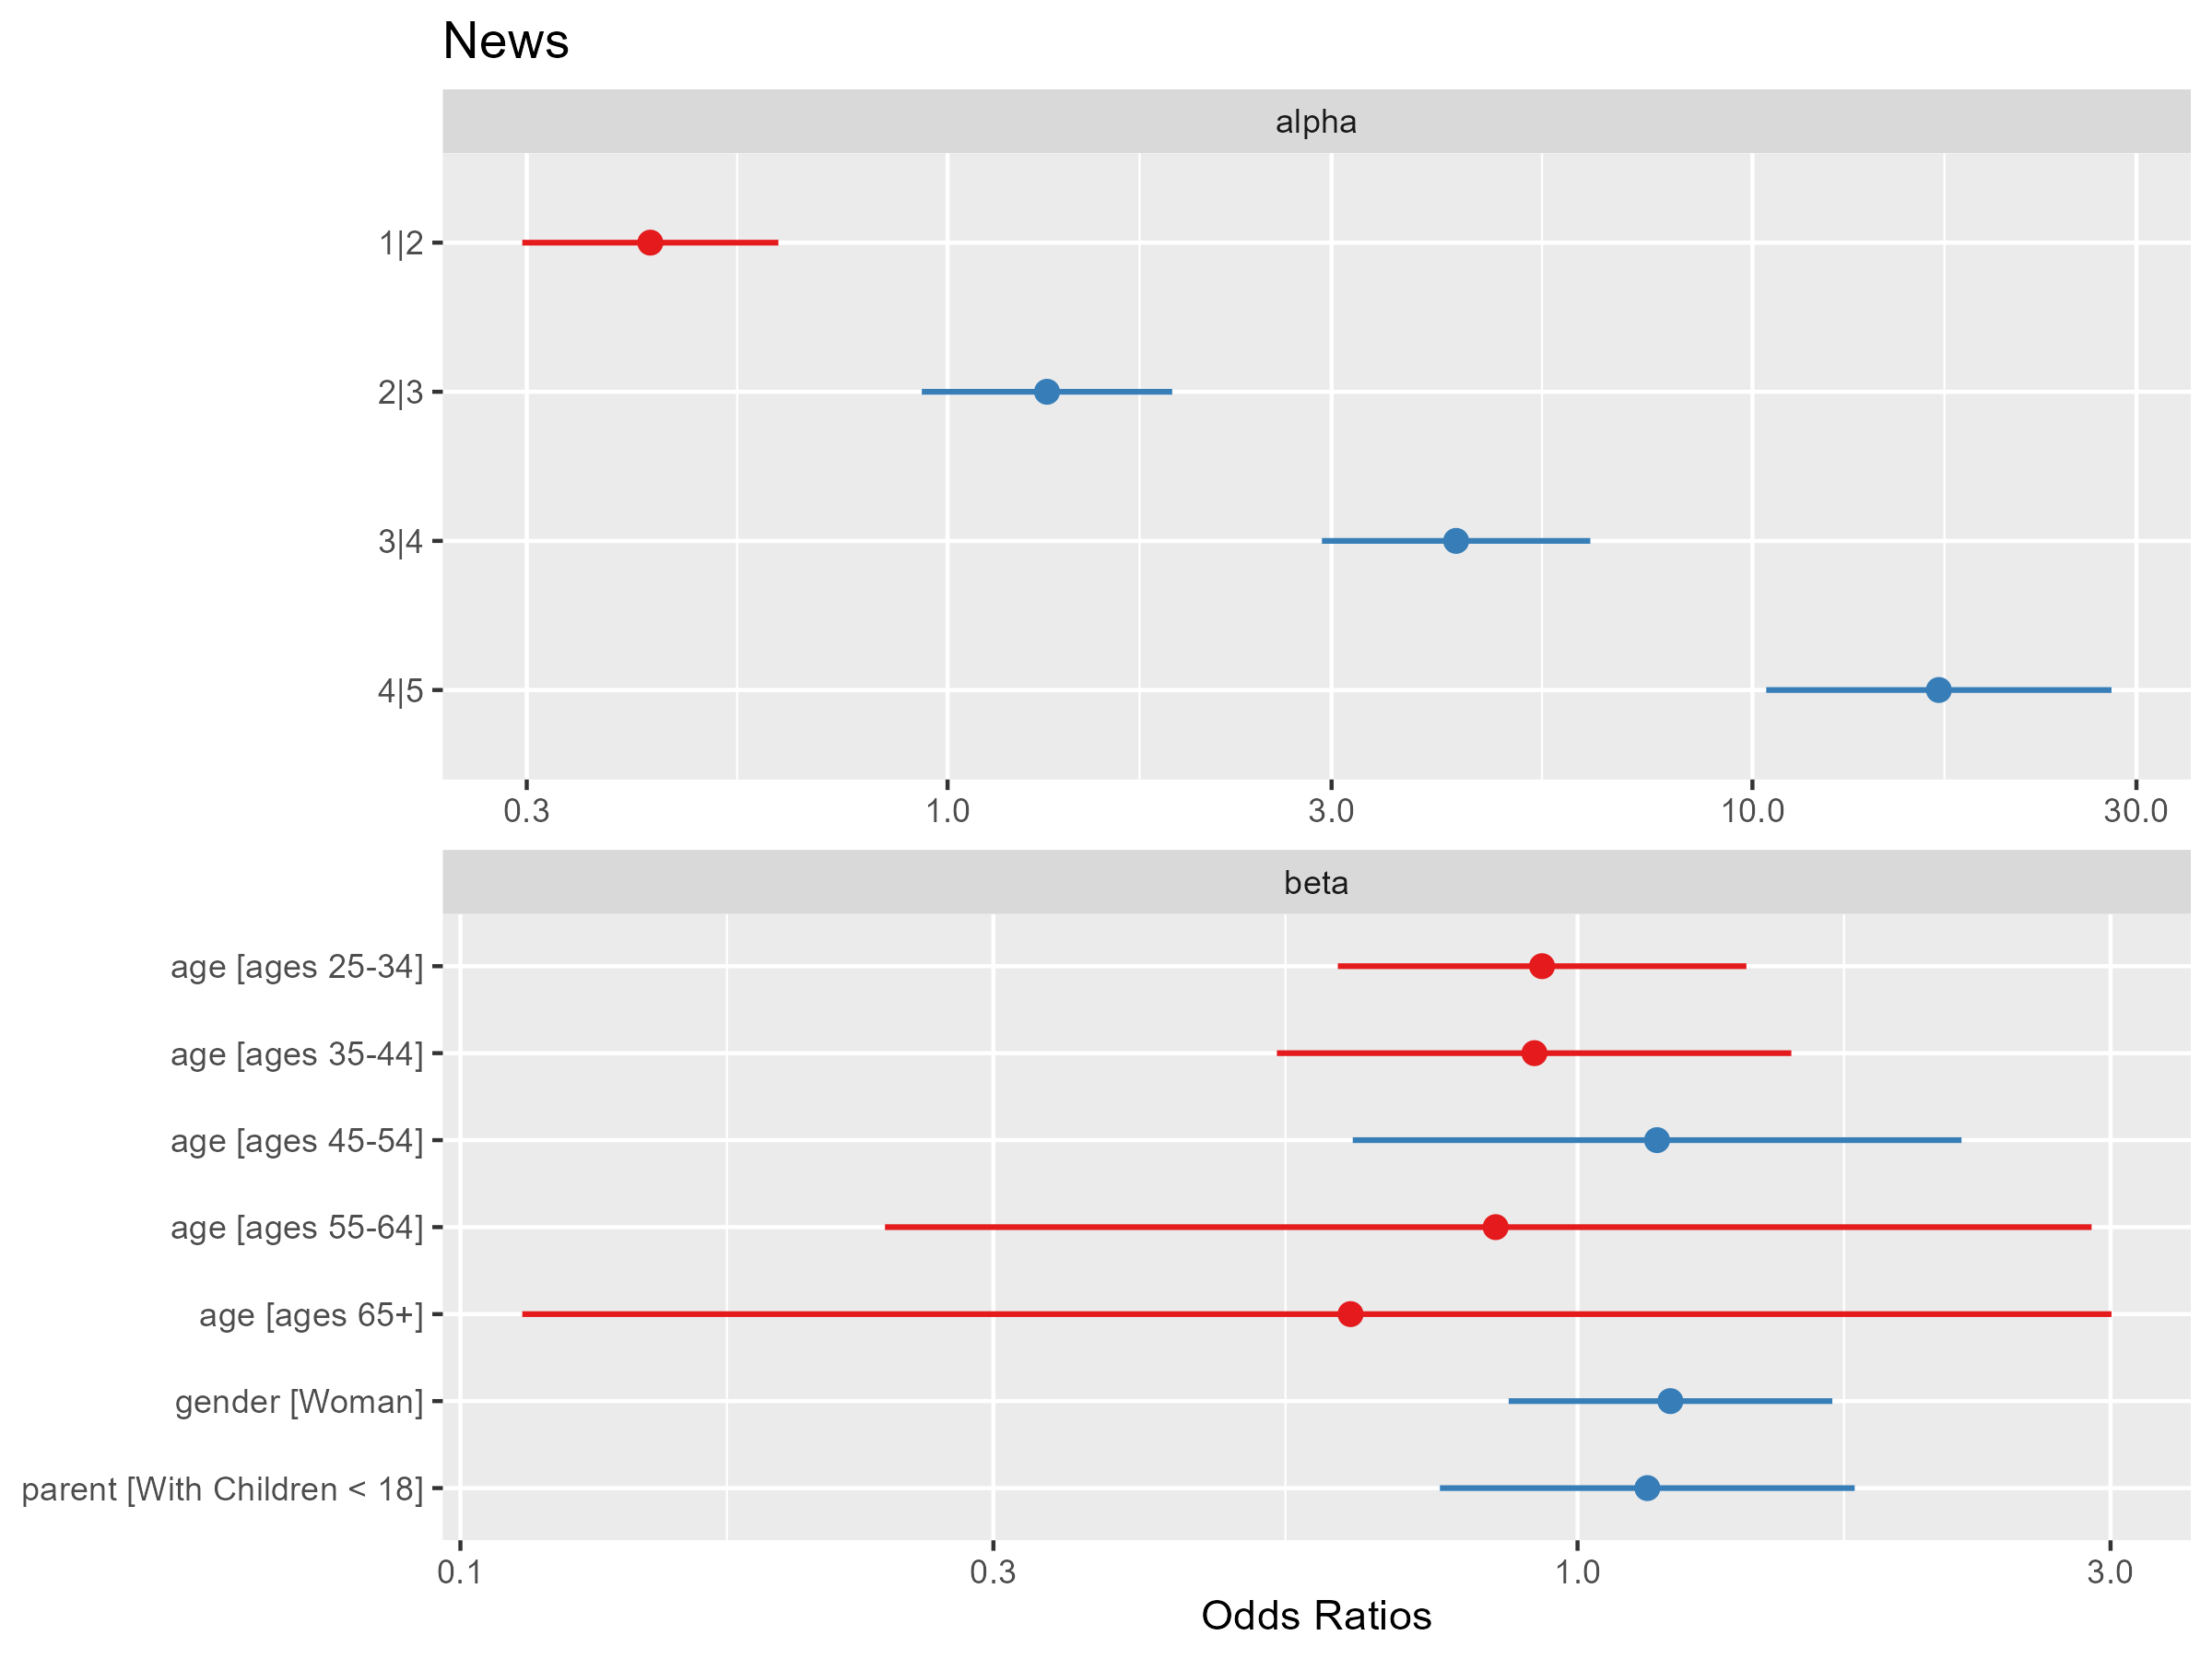 News
alpha
1|2
2|3
3|4
4|5
0.3 1.0 3.0 10.0 30.0
beta
age [ages 25-34]
age [ages 35-44]
age [ages 45-54]
age [ages 55-64]
age [ages 65+]
gender [Woman]
parent [With Children < 18]
0.1 0.3 1.0 3.0
Odds Ratios